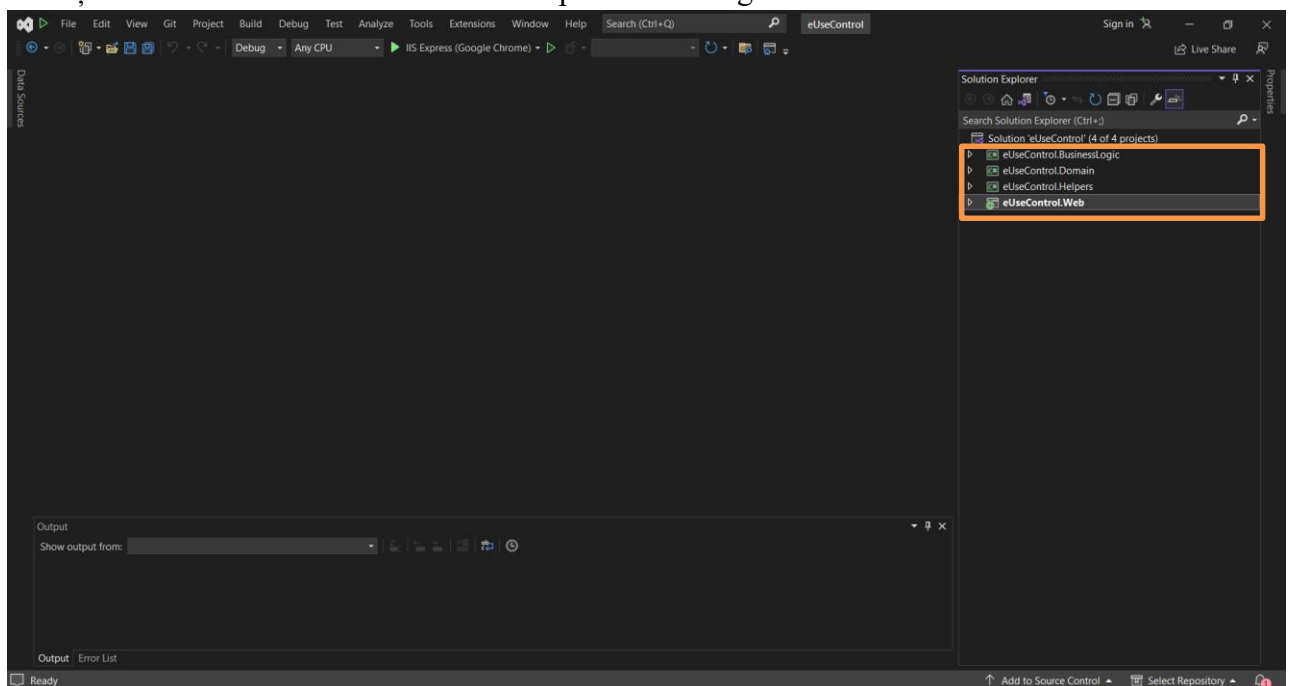 File Edit View Git Project Build Debug Test Analyze Tools Extensions Window Help Search (Ctrl+Q) eUseControl Sign in
Debug Any CPU IIS Express (Google Chrome) Live Share
Data Sources
Solution Explorer
Properties
Search Solution Explorer (Ctrl+;)
Solution 'eUseControl' (4 of 4 projects)
eUseControl.BusinessLogic
eUseControl.Domain
eUseControl.Helpers
eUseControl.Web
Output
Show output from:
Output Error List
Ready Add to Source Control Select Repository 1